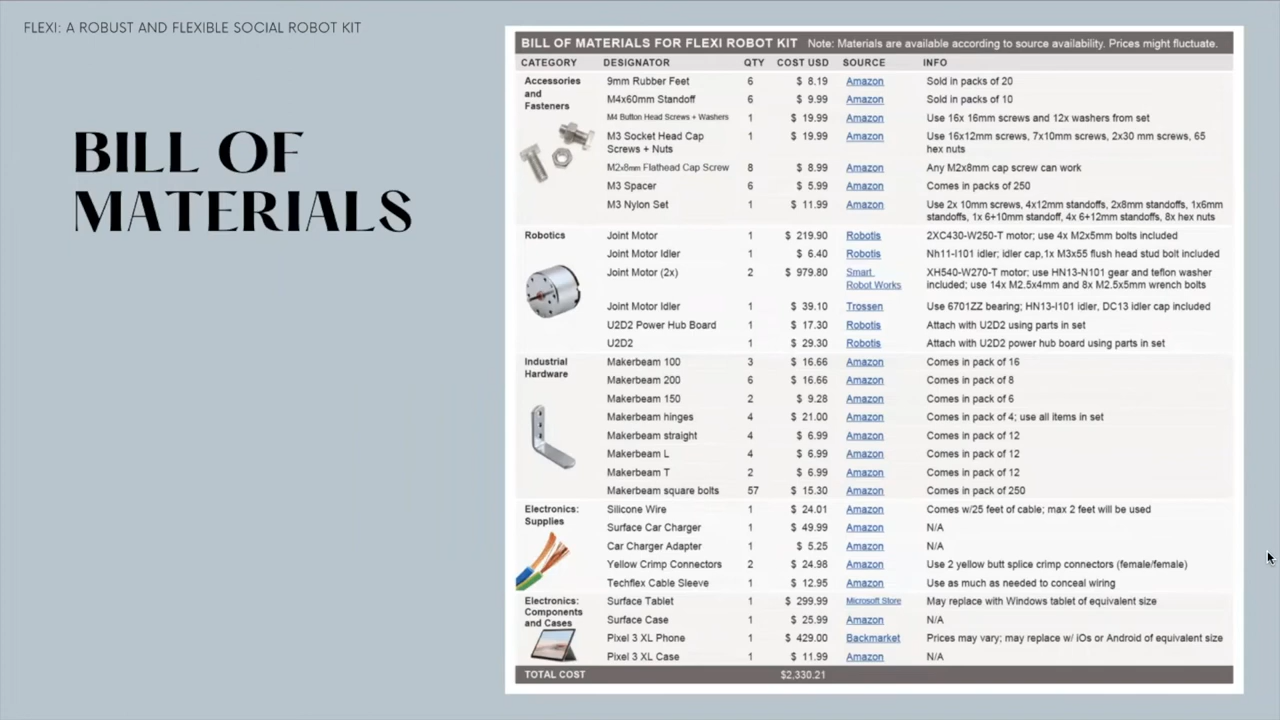 FLEXI: A ROBUST AND FLEXIBLE SOCIAL ROBOT KIT
BILL OF
MATERIALS
BILL OF MATERIALS FOR FLEXI ROBOT KIT Note: Materials are available according to source availability. Prices might fluctuate.
CATEGORY DESIGNATOR QTY COST USD SOURCE INFO
Accessories and Fasteners
9mm Rubber Feet 6 $ 8.19 Amazon Sold in packs of 20
M4x60mm Standoff 6 $ 9.99 Amazon Sold in packs of 10
M4 Button Head Screws + Washers 1 $ 19.99 Amazon Use 16x 16mm screws and 12x washers from set
M3 Socket Head Cap Screws + Nuts 1 $ 19.99 Amazon Use 16x12mm screws, 7x10mm screws, 2x30 mm screws, 65 hex nuts
M2x8mm Flathead Cap Screw 8 $ 8.99 Amazon Any M2x8mm cap screw can work
M3 Spacer 6 $ 5.99 Amazon Comes in packs of 250
M3 Nylon Set 1 $ 11.99 Amazon Use 2x 10mm screws, 4x12mm standoffs, 2x8mm standoffs, 1x6mm standoffs, 1x 6+10mm standoff, 4x 6+12mm standoffs, 8x hex nuts
Robotics
Joint Motor 1 $ 219.90 Robotis 2XC430-W250-T motor; use 4x M2x5mm bolts included
Joint Motor Idler 1 $ 6.40 Robotis Nh11-I101 idler; idler cap,1x M3x55 flush head stud bolt included
Joint Motor (2x) 2 $ 979.80 Smart Robot Works XH540-W270-T motor; use HN13-N101 gear and teflon washer included; use 14x M2.5x4mm and 8x M2.5x5mm wrench bolts
Joint Motor Idler 1 $ 39.10 Trossen Use 6701ZZ bearing; HN13-I101 idler, DC13 idler cap included
U2D2 Power Hub Board 1 $ 17.30 Robotis Attach with U2D2 using parts in set
U2D2 1 $ 29.30 Robotis Attach with U2D2 power hub board using parts in set
Industrial Hardware
Makerbeam 100 3 $ 16.66 Amazon Comes in pack of 16
Makerbeam 200 6 $ 16.66 Amazon Comes in pack of 8
Makerbeam 150 2 $ 9.28 Amazon Comes in pack of 6
Makerbeam hinges 4 $ 21.00 Amazon Comes in pack of 4; use all items in set
Makerbeam straight 4 $ 6.99 Amazon Comes in pack of 12
Makerbeam L 4 $ 6.99 Amazon Comes in pack of 12
Makerbeam T 2 $ 6.99 Amazon Comes in pack of 12
Makerbeam square bolts 57 $ 15.30 Amazon Comes in pack of 250
Electronics: Supplies
Silicone Wire 1 $ 24.01 Amazon Comes w/25 feet of cable; max 2 feet will be used
Surface Car Charger 1 $ 49.99 Amazon N/A
Car Charger Adapter 1 $ 5.25 Amazon N/A
Yellow Crimp Connectors 2 $ 24.98 Amazon Use 2 yellow butt splice crimp connectors (female/female)
Techflex Cable Sleeve 1 $ 12.95 Amazon Use as much as needed to conceal wiring
Electronics: Components and Cases
Surface Tablet 1 $ 299.99 Microsoft Store May replace with Windows tablet of equivalent size
Surface Case 1 $ 25.99 Amazon N/A
Pixel 3 XL Phone 1 $ 429.00 Backmarket Prices may vary; may replace w/ iOs or Android of equivalent size
Pixel 3 XL Case 1 $ 11.99 Amazon N/A
TOTAL COST $2,330.21